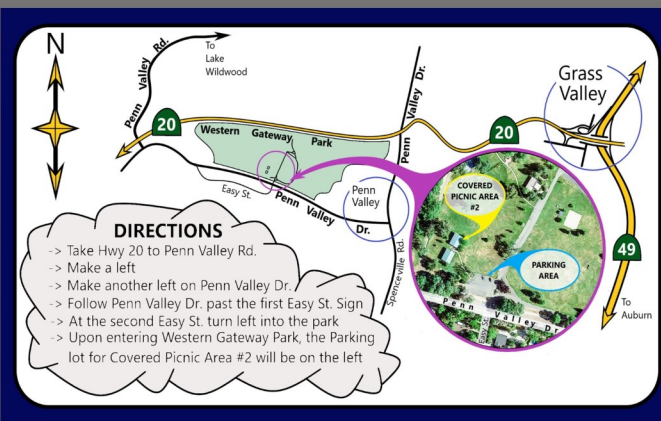 N
Penn Valley Rd.
To
Lake
Wildwood
Penn Valley Rd.
20
Western Gateway Park
Penn Valley Dr.
20
Grass
Valley
Easy St.
Penn Valley Dr.
Penn
Valley
Spenceville Rd.
49
To
Auburn
COVERED
PICNIC AREA
#2
PARKING
AREA
Penn Valley Dr
Easy St.
DIRECTIONS
-> Take Hwy 20 to Penn Valley Rd.
-> Make a left
-> Make another left on Penn Valley Dr.
-> Follow Penn Valley Dr. past the first Easy St. Sign
-> At the second Easy St. turn left into the park
-> Upon entering Western Gateway Park, the Parking
lot for Covered Picnic Area #2 will be on the left